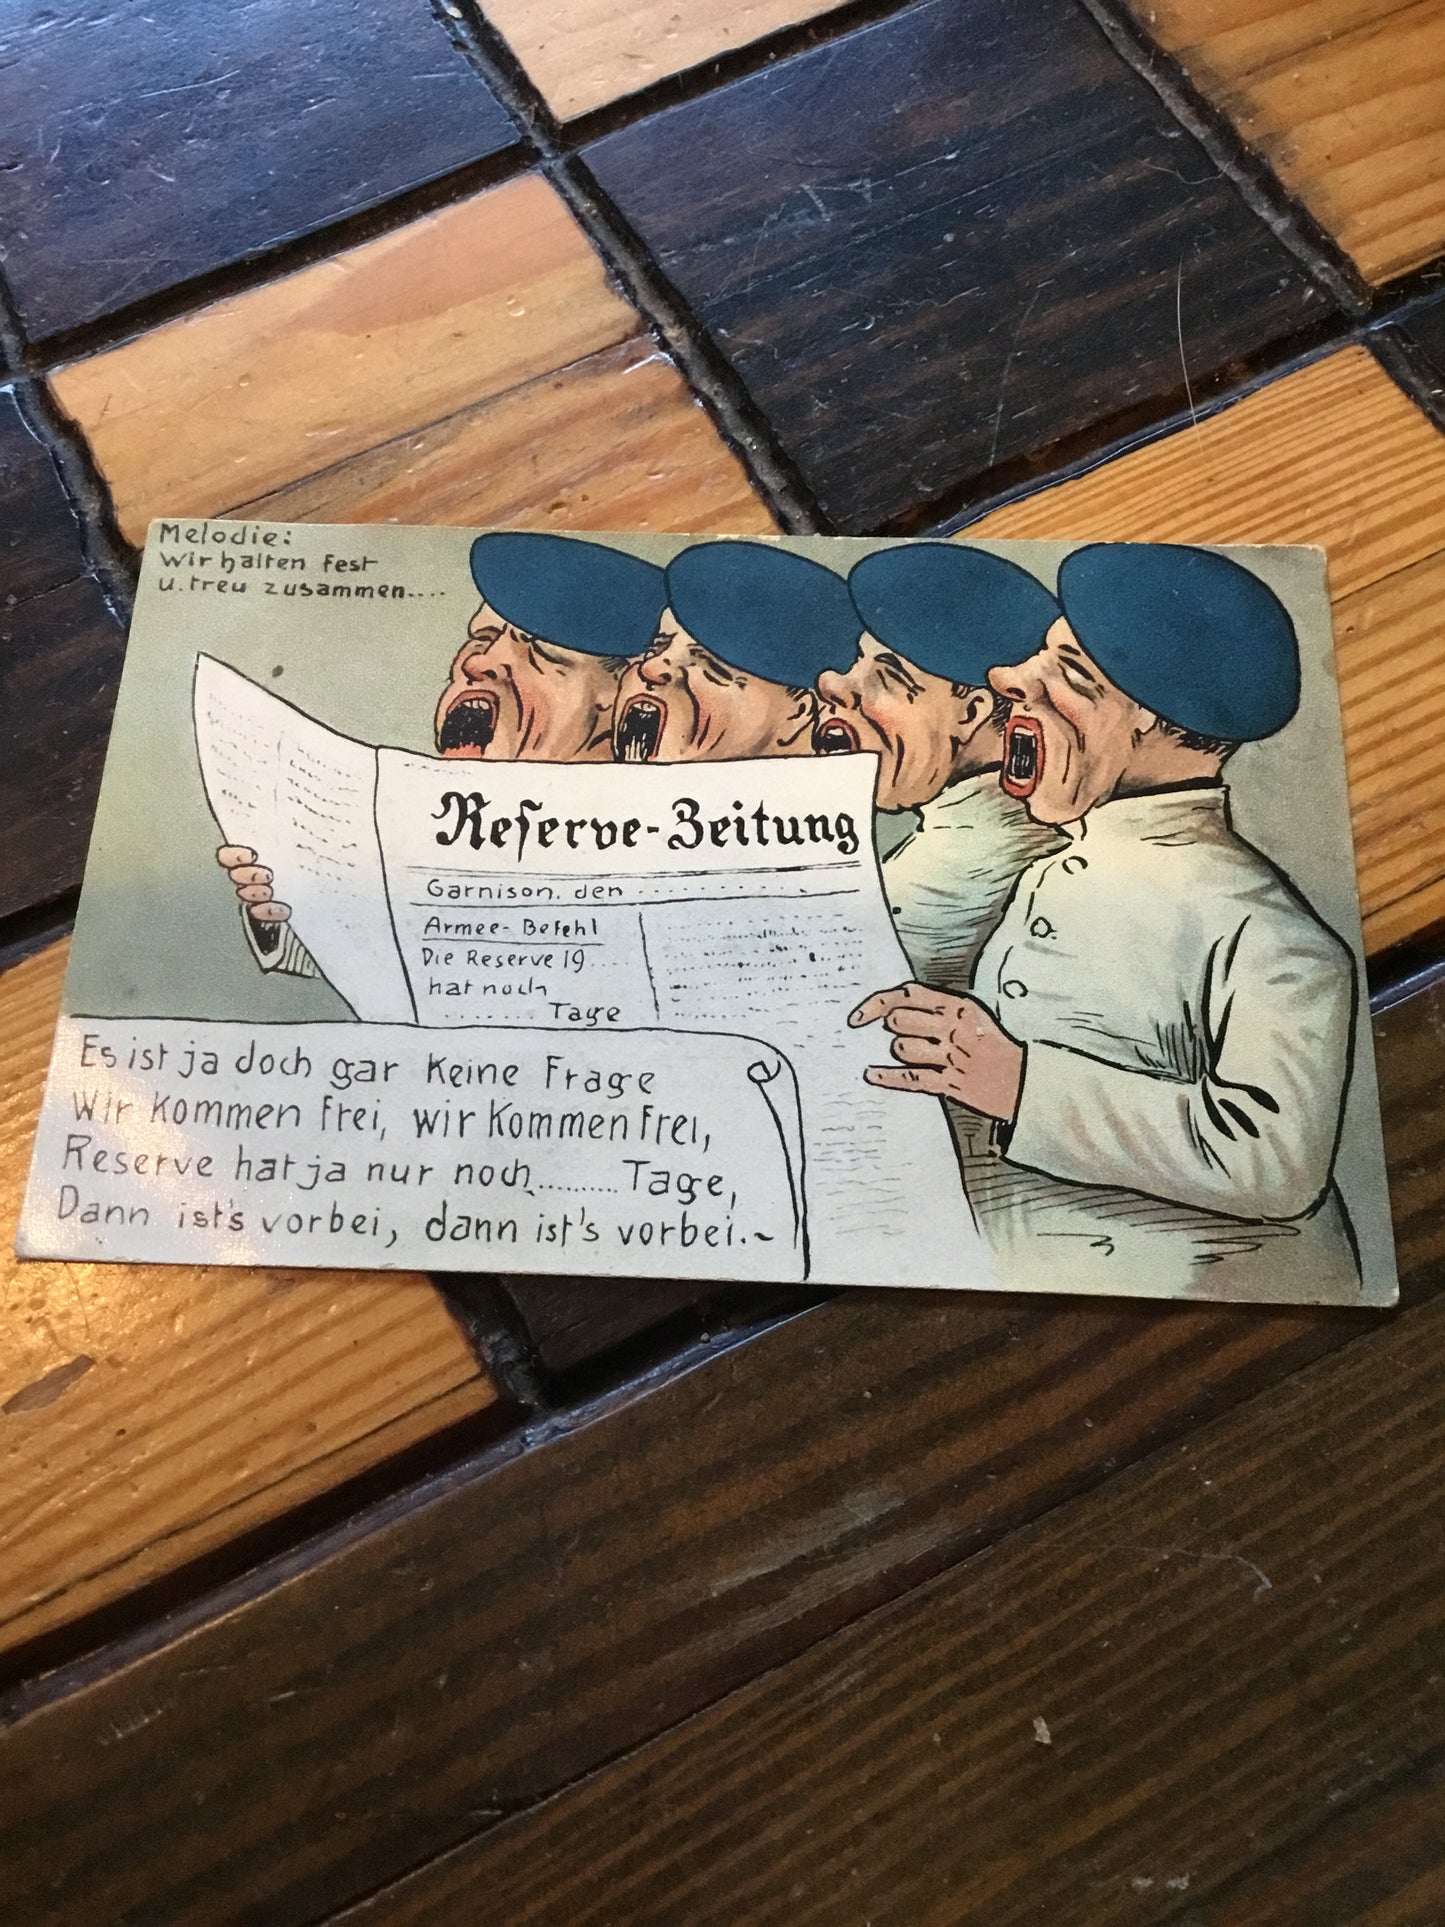 Melodie:
Wir halten fest
u. treu zusammen....
Reserve-Zeitung
Garnison, den ........
Armee-Befehl
Die Reserve 19....
hat noch
....... Tage
Es ist ja doch gar keine Frage
Wir kommen frei, wir kommen frei,
Reserve hat ja nur noch.......... Tage,
Dann ist's vorbei, dann ist's vorbei.~